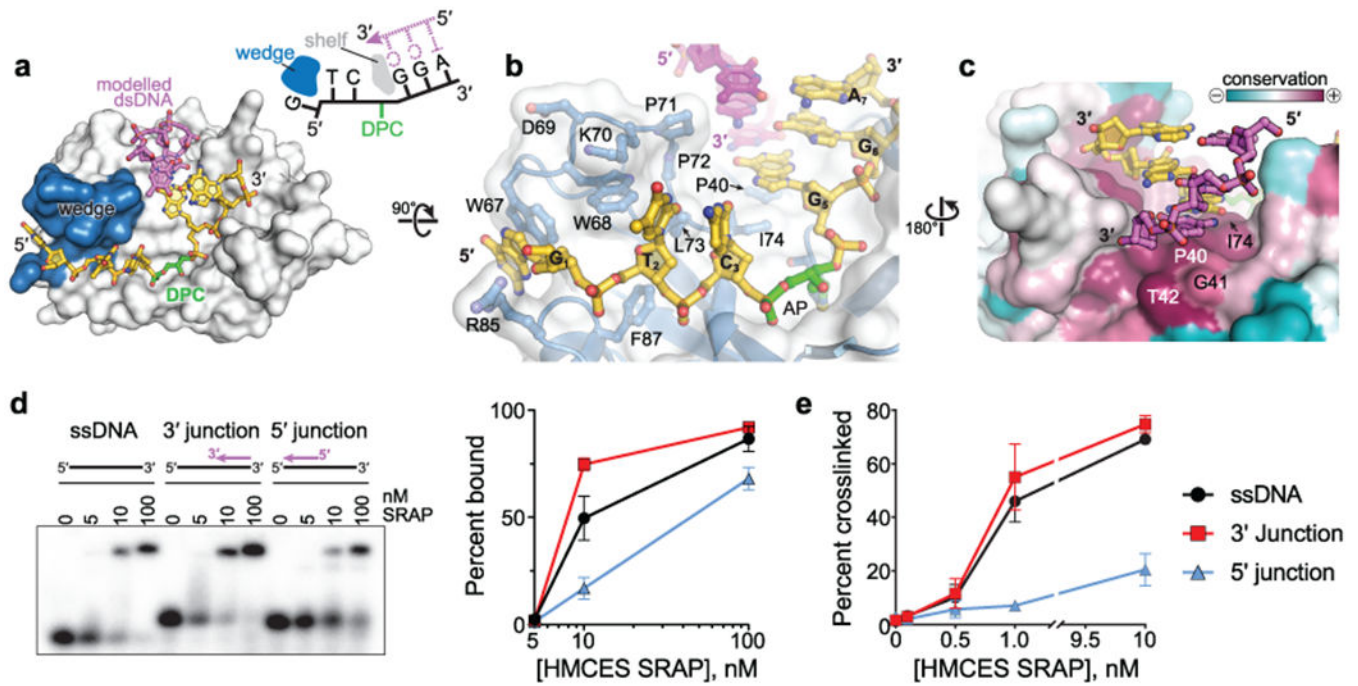 a
modelled
dsDNA
wedge
5′
3′
DPC
wedge
shelf
3′
5′
G
T
C
G
G
A
5′
3′
DPC
90°
b
5′
3′
A7
3′
D69
K70
P71
P72
G6
P40
G5
W67
W68
L73
I74
5′
G1
T2
C3
AP
R85
F87
180°
c
conservation
− +
3′
5′
3′
I74
P40
G41
T42
d
ssDNA 3′ junction 5′ junction
3′ 5′
5′ 3′ 5′ 3′ 5′ 3′
0 5 10 100 0 5 10 100 0 5 10 100 nM SRAP
Percent bound
100
50
0
5 10 100
[HMCES SRAP], nM
e
Percent crosslinked
80
60
40
20
0
0 0.5 1.0 9.5 10
[HMCES SRAP], nM
ssDNA
3′ Junction
5′ junction